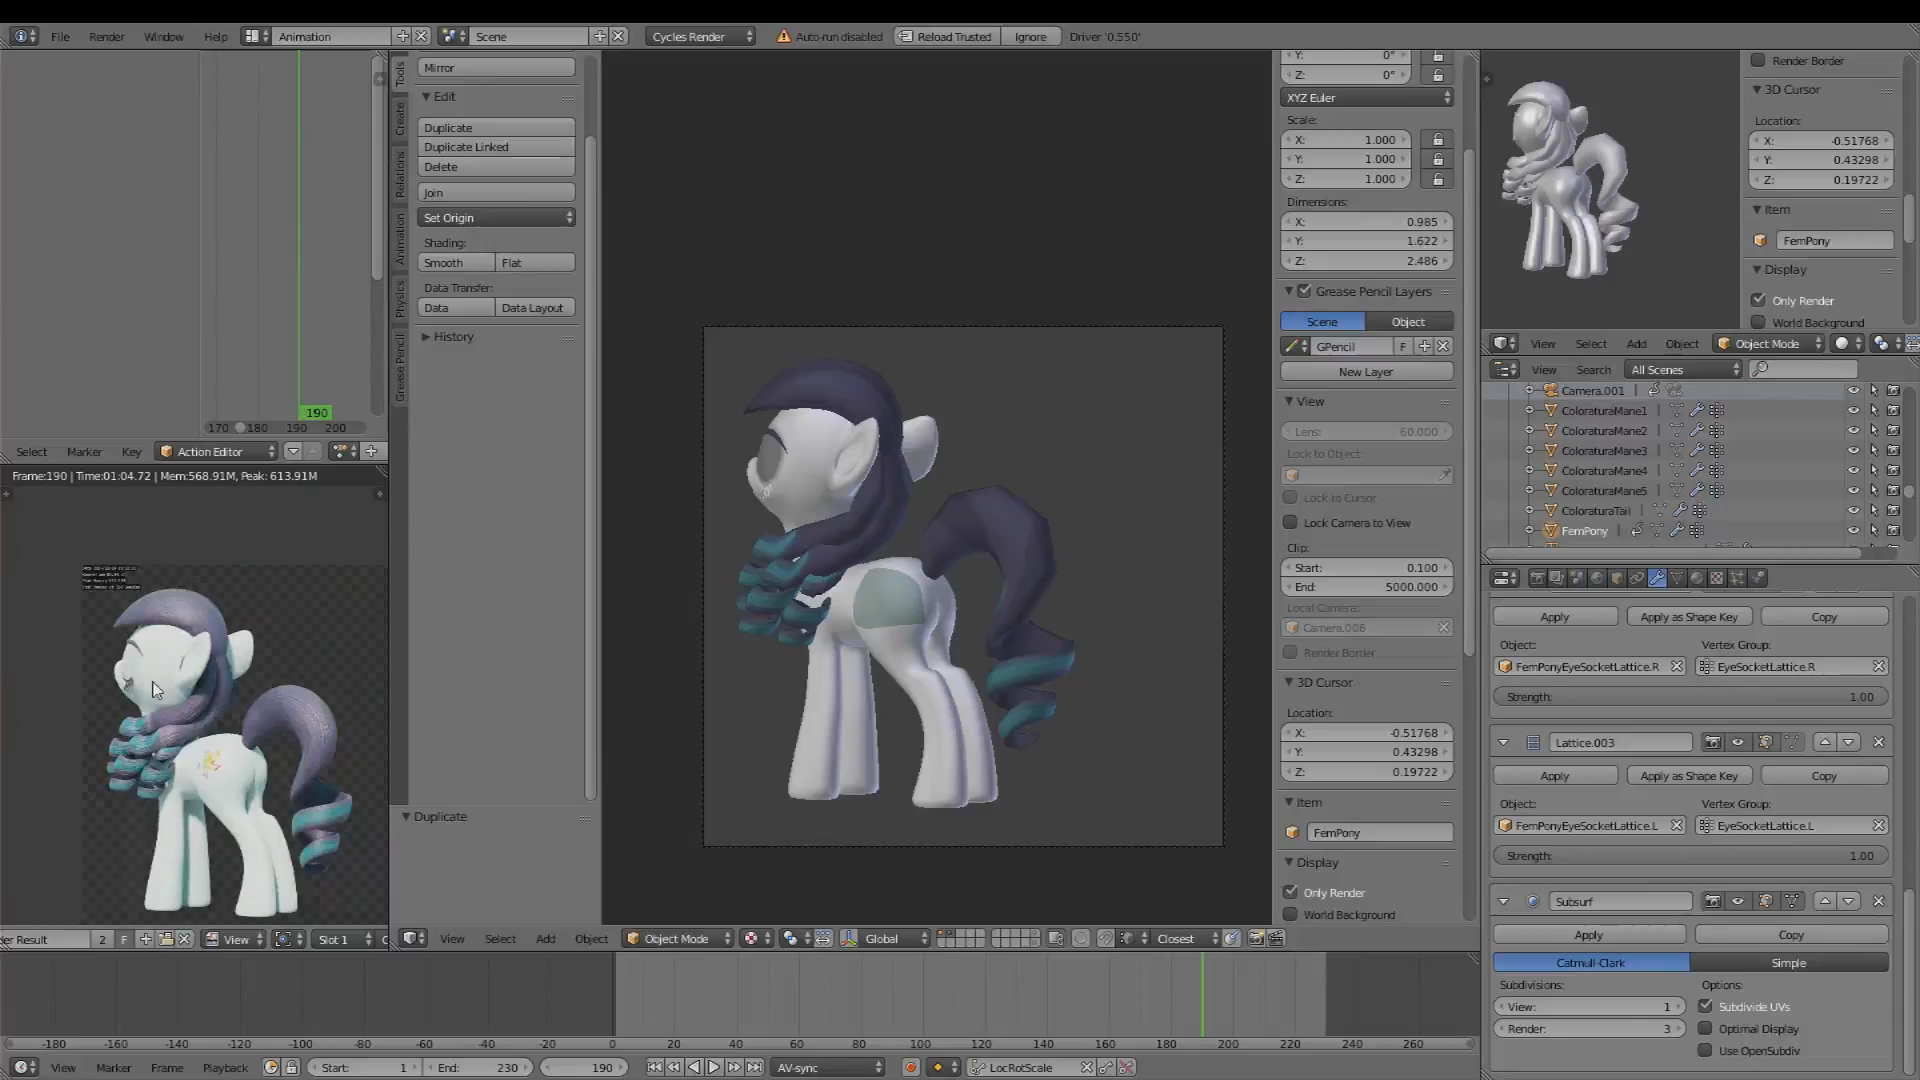 File Render Window Help Animation Scene Cycles Render Auto-run disabled Reload Trusted Ignore Driver '0.550'
190
170 180 190 200
Select Marker Key Action Editor
Frame:190 | Time:01:04.72 | Mem:568.91M, Peak: 613.91M
2 F View Slot 1
Tools
Create
Relations
Animation
Physics
Grease Pencil
Mirror
Edit
Duplicate
Duplicate Linked
Delete
Join
Set Origin
Shading:
Smooth Flat
Data Transfer:
Data Data Layout
History
Duplicate
View Select Add Object Object Mode Global Closest
Y: 0°
Z: 0°
XYZ Euler
Scale:
X: 1.000
Y: 1.000
Z: 1.000
Dimensions:
X: 0.985
Y: 1.622
Z: 2.486
Grease Pencil Layers
Scene Object
GPencil F
New Layer
View
Lens: 60.000
Lock to Object:
Lock to Cursor
Lock Camera to View
Clip:
Start: 0.100
End: 5000.000
Local Camera:
Camera.006
Render Border
3D Cursor
Location:
X: -0.51768
Y: 0.43298
Z: 0.19722
Item
FemPony
Display
Only Render
World Background
Render Border
3D Cursor
Location:
X: -0.51768
Y: 0.43298
Z: 0.19722
Item
FemPony
Display
Only Render
World Background
View Select Add Object Object Mode
View Search All Scenes
Camera.001
ColoraturaMane1
ColoraturaMane2
ColoraturaMane3
ColoraturaMane4
ColoraturaMane5
ColoraturaTail
FemPony
Apply Apply as Shape Key Copy
Object: Vertex Group:
FemPonyEyeSocketLattice.R EyeSocketLattice.R
Strength: 1.00
Lattice.003
Apply Apply as Shape Key Copy
Object: Vertex Group:
FemPonyEyeSocketLattice.L EyeSocketLattice.L
Strength: 1.00
Subsurf
Apply Copy
Catmull-Clark Simple
Subdivisions: Options:
View: 1 Subdivide UVs
Render: 3 Optimal Display
Use OpenSubdiv
-180 -160 -140 -120 -100 -80 -60 -40 -20 0 20 40 60 80 100 120 140 160 180 200 220 240 260
View Marker Frame Playback Start: 1 End: 230 190 AV-sync LocRotScale